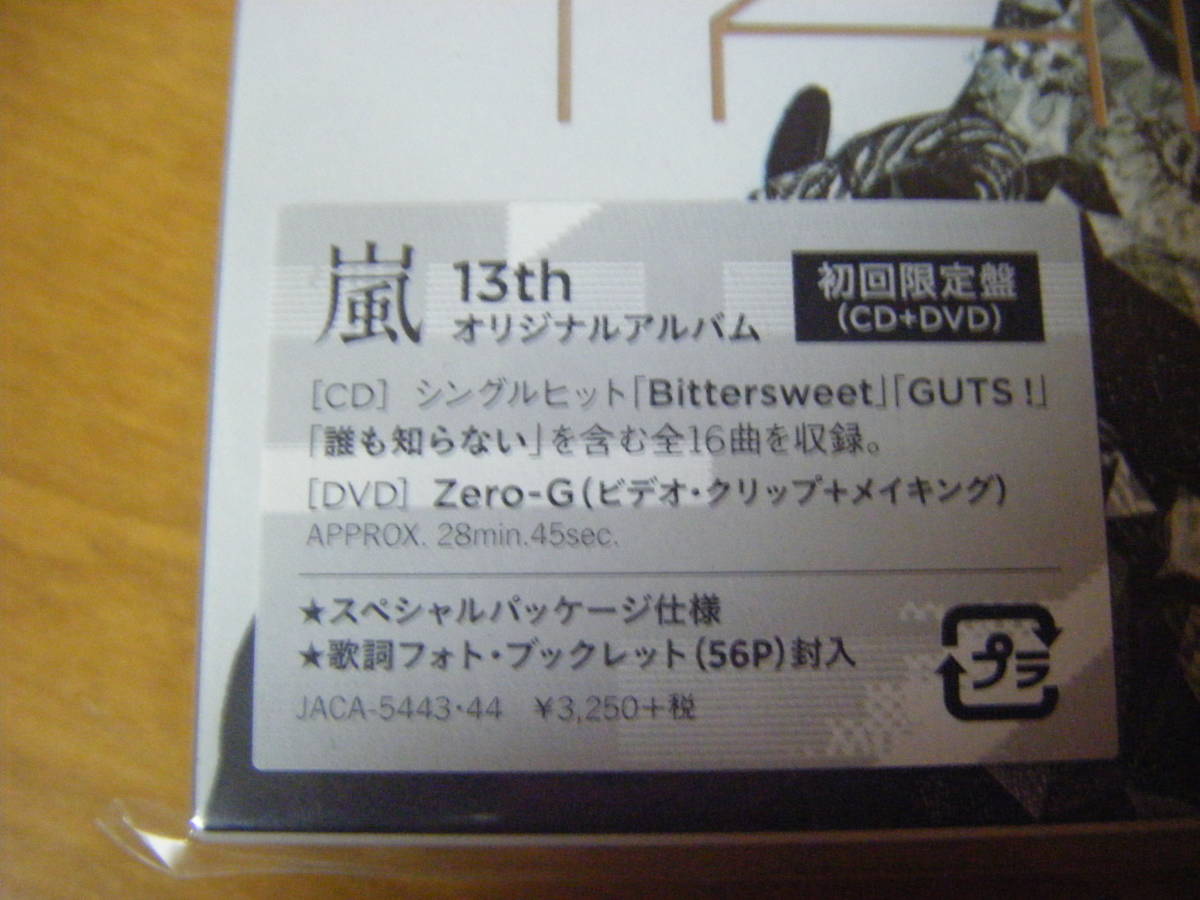 嵐 13th
オリジナルアルバム
初回限定盤
(CD+DVD)
[CD] シングルヒット「Bittersweet」「GUTS !」
「誰も知らない」を含む全16曲を収録。
[DVD] Zero-G(ビデオ・クリップ+メイキング)
APPROX. 28min.45sec.
★スペシャルパッケージ仕様
★歌詞フォト・ブックレット(56P)封入
プラ
JACA-5443・44 ¥3,250+税